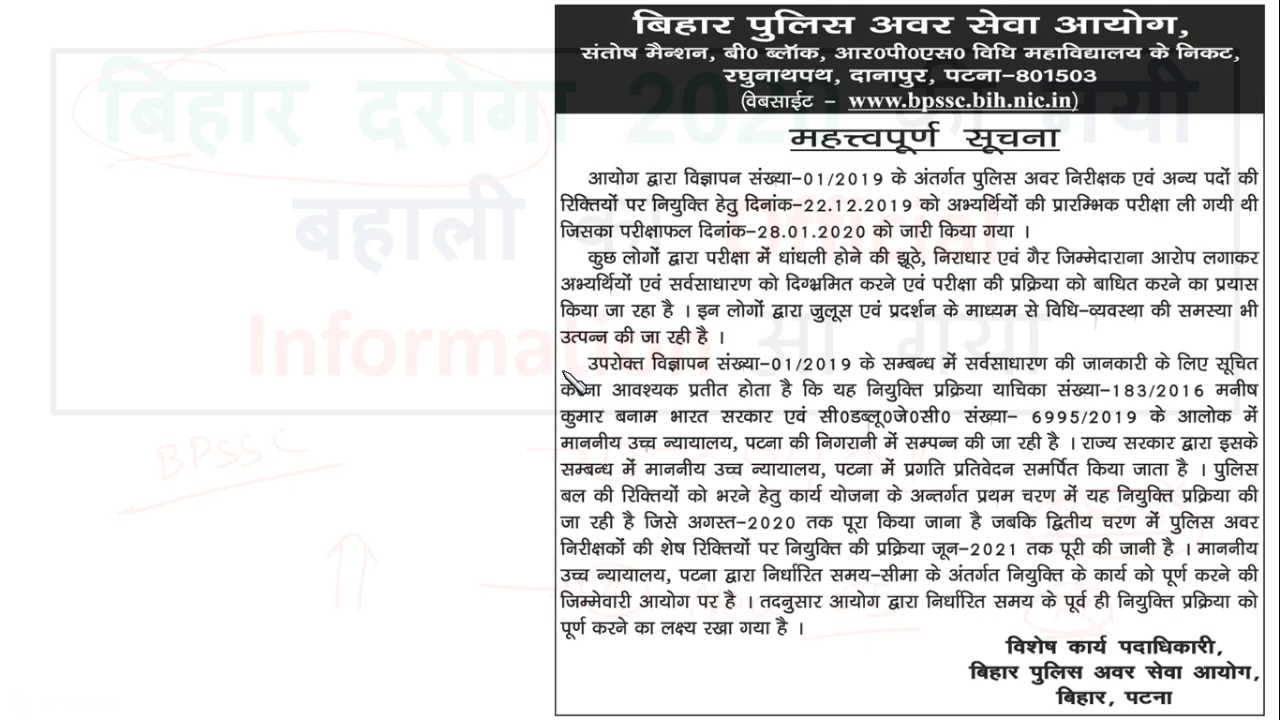 बिहार पुलिस अवर सेवा आयोग,
संतोष मैन्शन, बी0 ब्लॉक, आर0पी0एस0 विधि महाविद्यालय के निकट,
रघुनाथपथ, दानापुर, पटना-801503
(वेबसाईट - www.bpssc.bih.nic.in)
महत्त्वपूर्ण सूचना
आयोग द्वारा विज्ञापन संख्या-01/2019 के अंतर्गत पुलिस अवर निरीक्षक एवं अन्य पदों की
रिक्तियों पर नियुक्ति हेतु दिनांक-22.12.2019 को अभ्यर्थियों की प्रारम्भिक परीक्षा ली गयी थी
जिसका परीक्षाफल दिनांक-28.01.2020 को जारी किया गया ।
कुछ लोगों द्वारा परीक्षा में धांधली होने की झूठे, निराधार एवं गैर जिम्मेदाराना आरोप लगाकर
अभ्यर्थियों एवं सर्वसाधारण को दिग्भ्रमित करने एवं परीक्षा की प्रक्रिया को बाधित करने का प्रयास
किया जा रहा है । इन लोगों द्वारा जुलूस एवं प्रदर्शन के माध्यम से विधि-व्यवस्था की समस्या भी
उत्पन्न की जा रही है ।
उपरोक्त विज्ञापन संख्या-01/2019 के सम्बन्ध में सर्वसाधारण की जानकारी के लिए सूचित
करना आवश्यक प्रतीत होता है कि यह नियुक्ति प्रक्रिया याचिका संख्या-183/2016 मनीष
कुमार बनाम भारत सरकार एवं सी0डब्लू0जे0सी0 संख्या- 6995/2019 के आलोक में
माननीय उच्च न्यायालय, पटना की निगरानी में सम्पन्न की जा रही है । राज्य सरकार द्वारा इसके
सम्बन्ध में माननीय उच्च न्यायालय, पटना में प्रगति प्रतिवेदन समर्पित किया जाता है । पुलिस
बल की रिक्तियों को भरने हेतु कार्य योजना के अन्तर्गत प्रथम चरण में यह नियुक्ति प्रक्रिया की
जा रही है जिसे अगस्त-2020 तक पूरा किया जाना है जबकि द्वितीय चरण में पुलिस अवर
निरीक्षकों की शेष रिक्तियों पर नियुक्ति की प्रक्रिया जून-2021 तक पूरी की जानी है । माननीय
उच्च न्यायालय, पटना द्वारा निर्धारित समय-सीमा के अंतर्गत नियुक्ति के कार्य को पूर्ण करने की
जिम्मेवारी आयोग पर है । तदनुसार आयोग द्वारा निर्धारित समय के पूर्व ही नियुक्ति प्रक्रिया को
पूर्ण करने का लक्ष्य रखा गया है ।
विशेष कार्य पदाधिकारी,
बिहार पुलिस अवर सेवा आयोग,
बिहार, पटना
बिहार दरोगा 2020 की नयी
बहाली का Official
Information आ गया
BPSSC